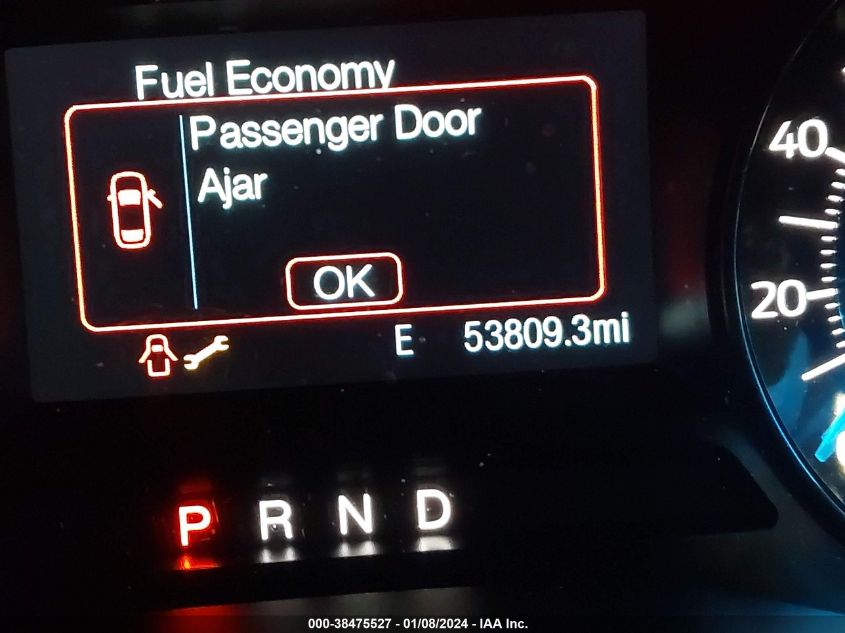 Fuel Economy
Passenger Door
Ajar
OK
E 53809.3mi
40
20
P R N D
000-38475527 - 01/08/2024 - IAA Inc.